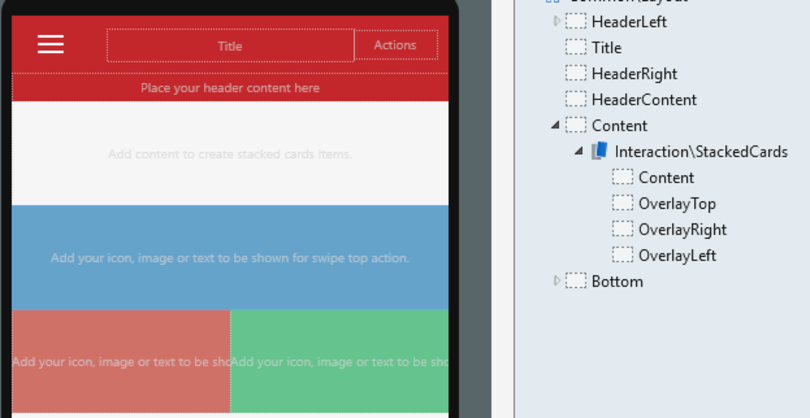 Title
Actions
Place your header content here
Add content to create stacked cards items.
Add your icon, image or text to be shown for swipe top action.
Add your icon, image or text to be sho
Add your icon, image or text to be sho
Common\Layout
HeaderLeft
Title
HeaderRight
HeaderContent
Content
Interaction\StackedCards
Content
OverlayTop
OverlayRight
OverlayLeft
Bottom